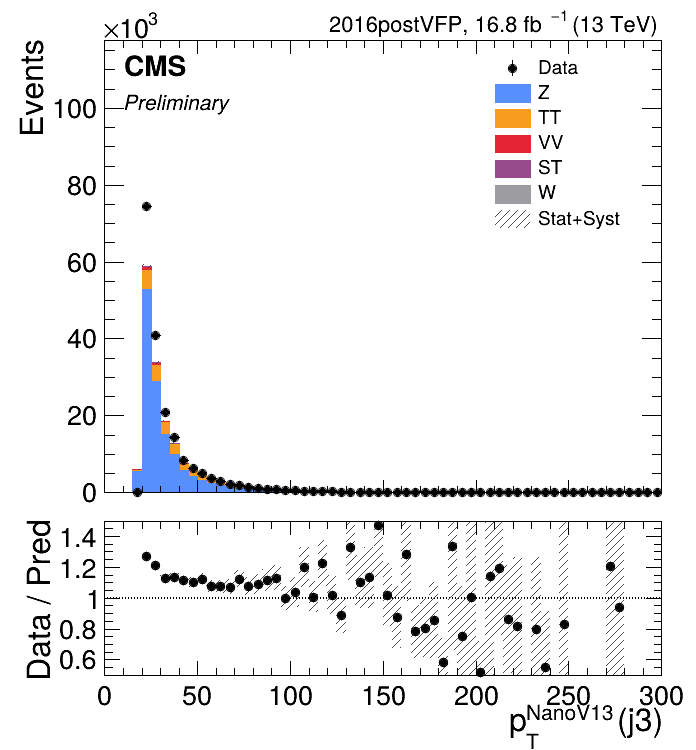 ×10³
2016postVFP, 16.8 fb⁻¹ (13 TeV)
CMS
Preliminary
Events
100
80
60
40
20
0
Data
Z
TT
VV
ST
W
Stat+Syst
Data / Pred
1.4
1.2
1
0.8
0.6
0 50 100 150 200 250 300
p_T^NanoV13 (j3)